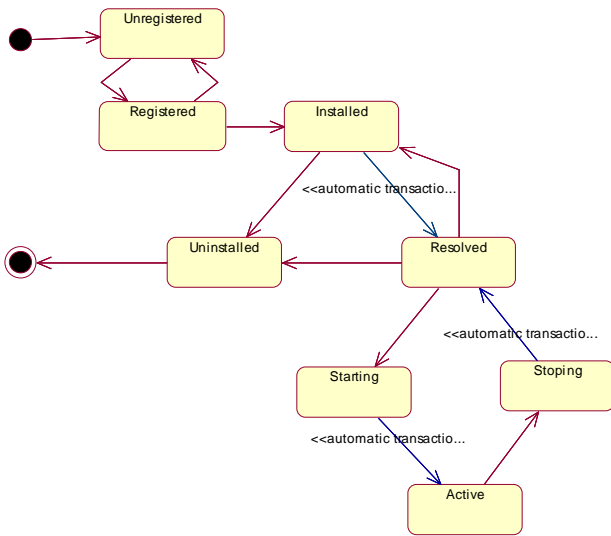 Unregistered
Registered
Installed
<<automatic transactio...
Uninstalled
Resolved
<<automatic transactio...
Starting
Stoping
<<automatic transactio...
Active